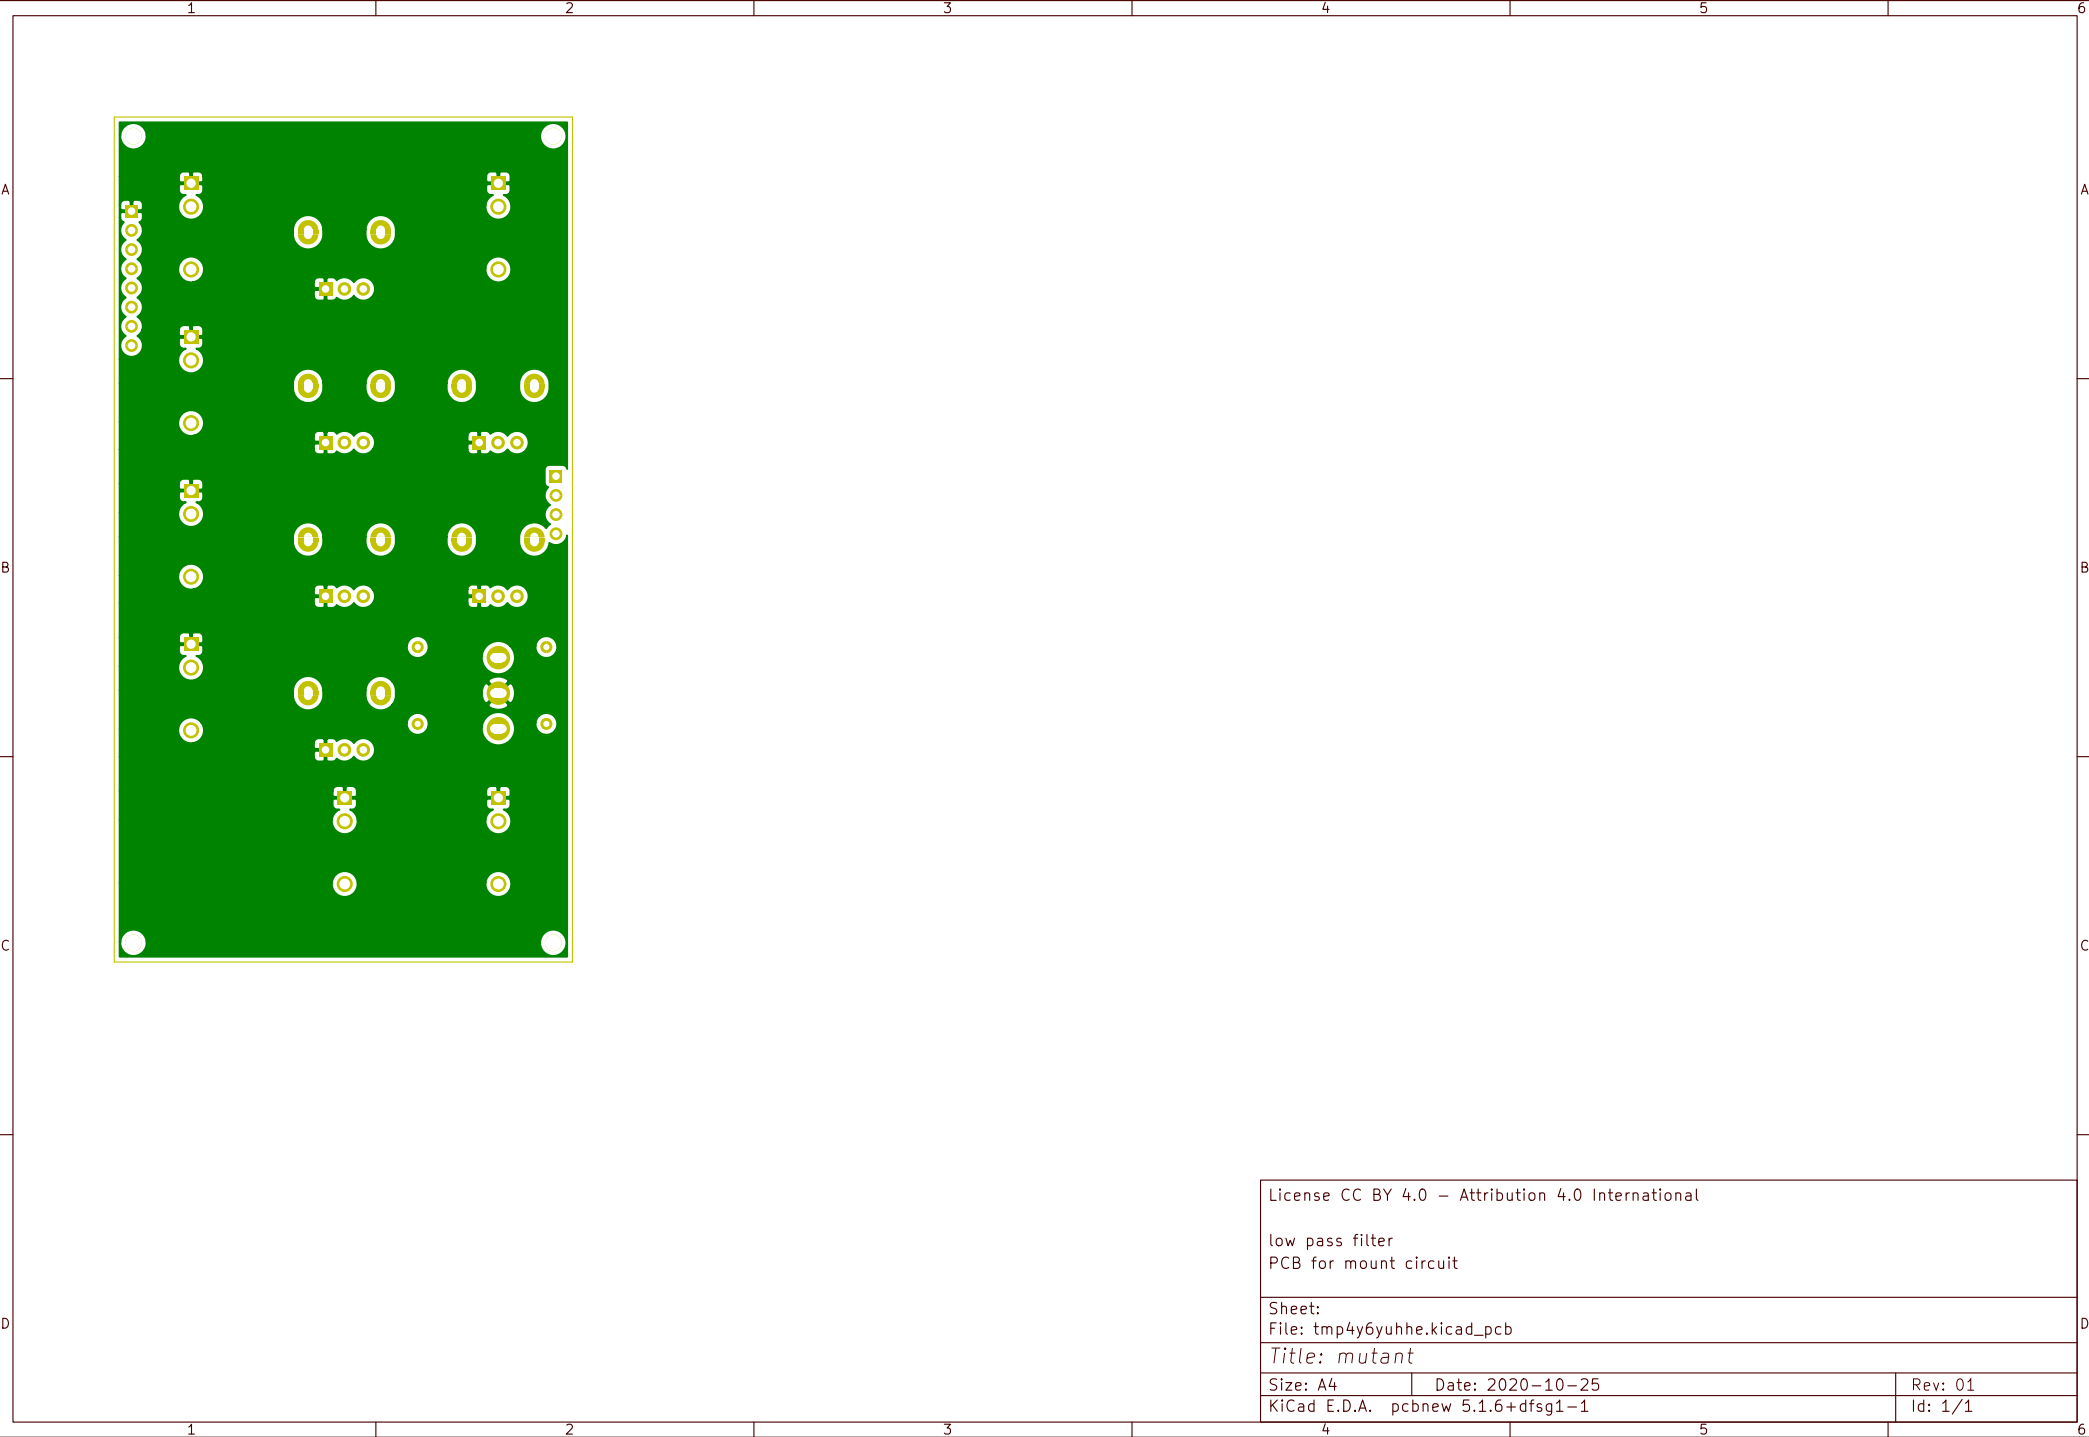 1 2 3 4 5 6
A A
B B
C C
License CC BY 4.0 – Attribution 4.0 International
low pass filter
PCB for mount circuit
Sheet:
File: tmp4y6yuhhe.kicad_pcb
D D
Title: mutant
Size: A4 Date: 2020-10-25 Rev: 01
KiCad E.D.A. pcbnew 5.1.6+dfsg1-1 Id: 1/1
1 2 3 4 5 6